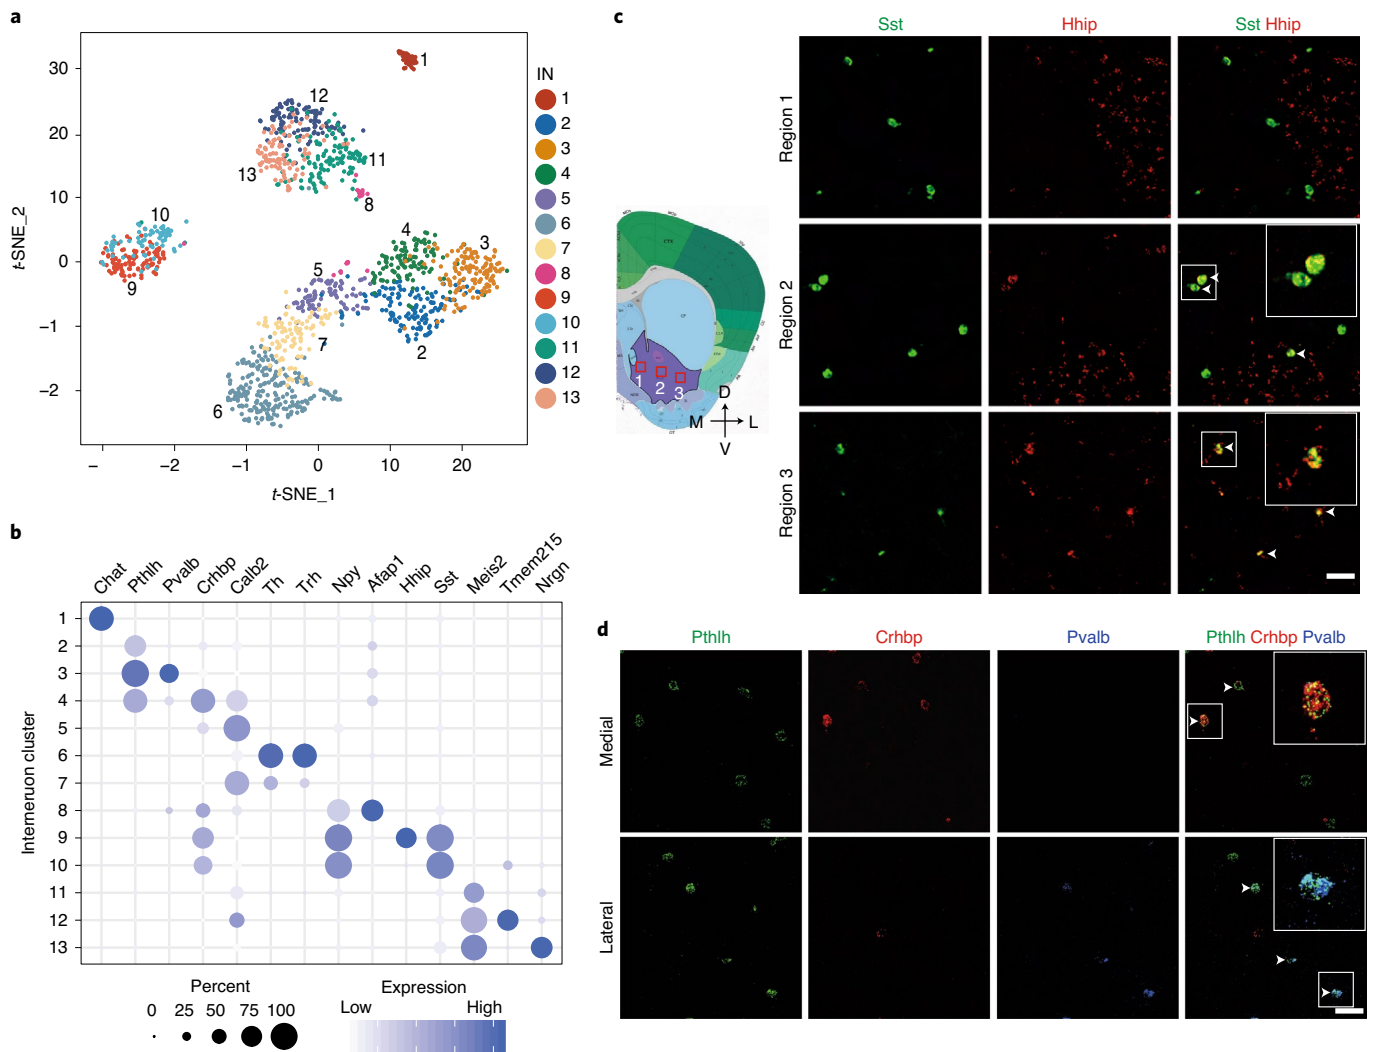 a
30
20
10
0
−1
−2
t-SNE_2
−
−2
−1
0
10
20
t-SNE_1
1
12
11
13
8
10
9
4
3
5
7
2
6
IN
1
2
3
4
5
6
7
8
9
10
11
12
13
b
Chat
Pthlh
Pvalb
Crhbp
Calb2
Th
Trh
Npy
Afap1
Hhip
Sst
Meis2
Tmem215
Nrgn
Interneuron cluster
1
2
3
4
5
6
7
8
9
10
11
12
13
Percent
0 25 50 75 100
Expression
Low High
c
Sst Hhip Sst Hhip
Region 1
Region 2
Region 3
CTX
CP
1 2 3
D
M L
V
d
Pthlh Crhbp Pvalb Pthlh Crhbp Pvalb
Medial
Lateral